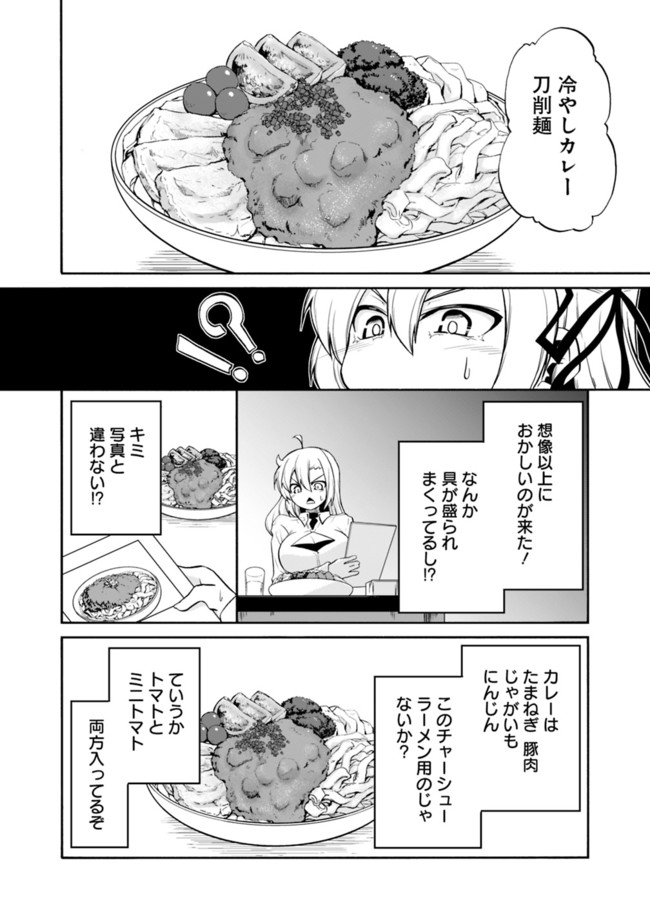 冷やしカレー
刀削麺
!?
想像以上に
おかしいのが来た!
なんか
具が盛られ
まくってるし!?
キミ
写真と
違わない!?
カレーは
たまねぎ 豚肉
じゃがいも
にんじん
このチャーシュー
ラーメン用のじゃ
ないか?
ていうか
トマトと
ミニトマト
両方入ってるぞ